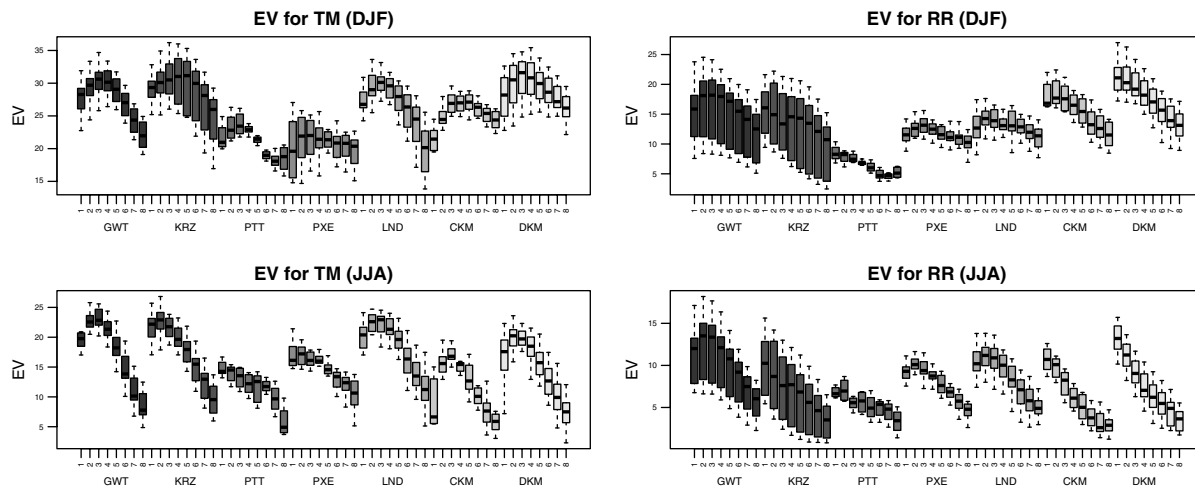 EV for TM (DJF)
EV
35
30
25
20
15
1 2 3 4 5 6 7 8 1 2 3 4 5 6 7 8 1 2 3 4 5 6 7 8 1 2 3 4 5 6 7 8 1 2 3 4 5 6 7 8 1 2 3 4 5 6 7 8 1 2 3 4 5 6 7 8
GWT KRZ PTT PXE LND CKM DKM
EV for RR (DJF)
EV
25
20
15
10
5
1 2 3 4 5 6 7 8 1 2 3 4 5 6 7 8 1 2 3 4 5 6 7 8 1 2 3 4 5 6 7 8 1 2 3 4 5 6 7 8 1 2 3 4 5 6 7 8 1 2 3 4 5 6 7 8
GWT KRZ PTT PXE LND CKM DKM
EV for TM (JJA)
EV
25
20
15
10
5
1 2 3 4 5 6 7 8 1 2 3 4 5 6 7 8 1 2 3 4 5 6 7 8 1 2 3 4 5 6 7 8 1 2 3 4 5 6 7 8 1 2 3 4 5 6 7 8 1 2 3 4 5 6 7 8
GWT KRZ PTT PXE LND CKM DKM
EV for RR (JJA)
EV
15
10
5
1 2 3 4 5 6 7 8 1 2 3 4 5 6 7 8 1 2 3 4 5 6 7 8 1 2 3 4 5 6 7 8 1 2 3 4 5 6 7 8 1 2 3 4 5 6 7 8 1 2 3 4 5 6 7 8
GWT KRZ PTT PXE LND CKM DKM